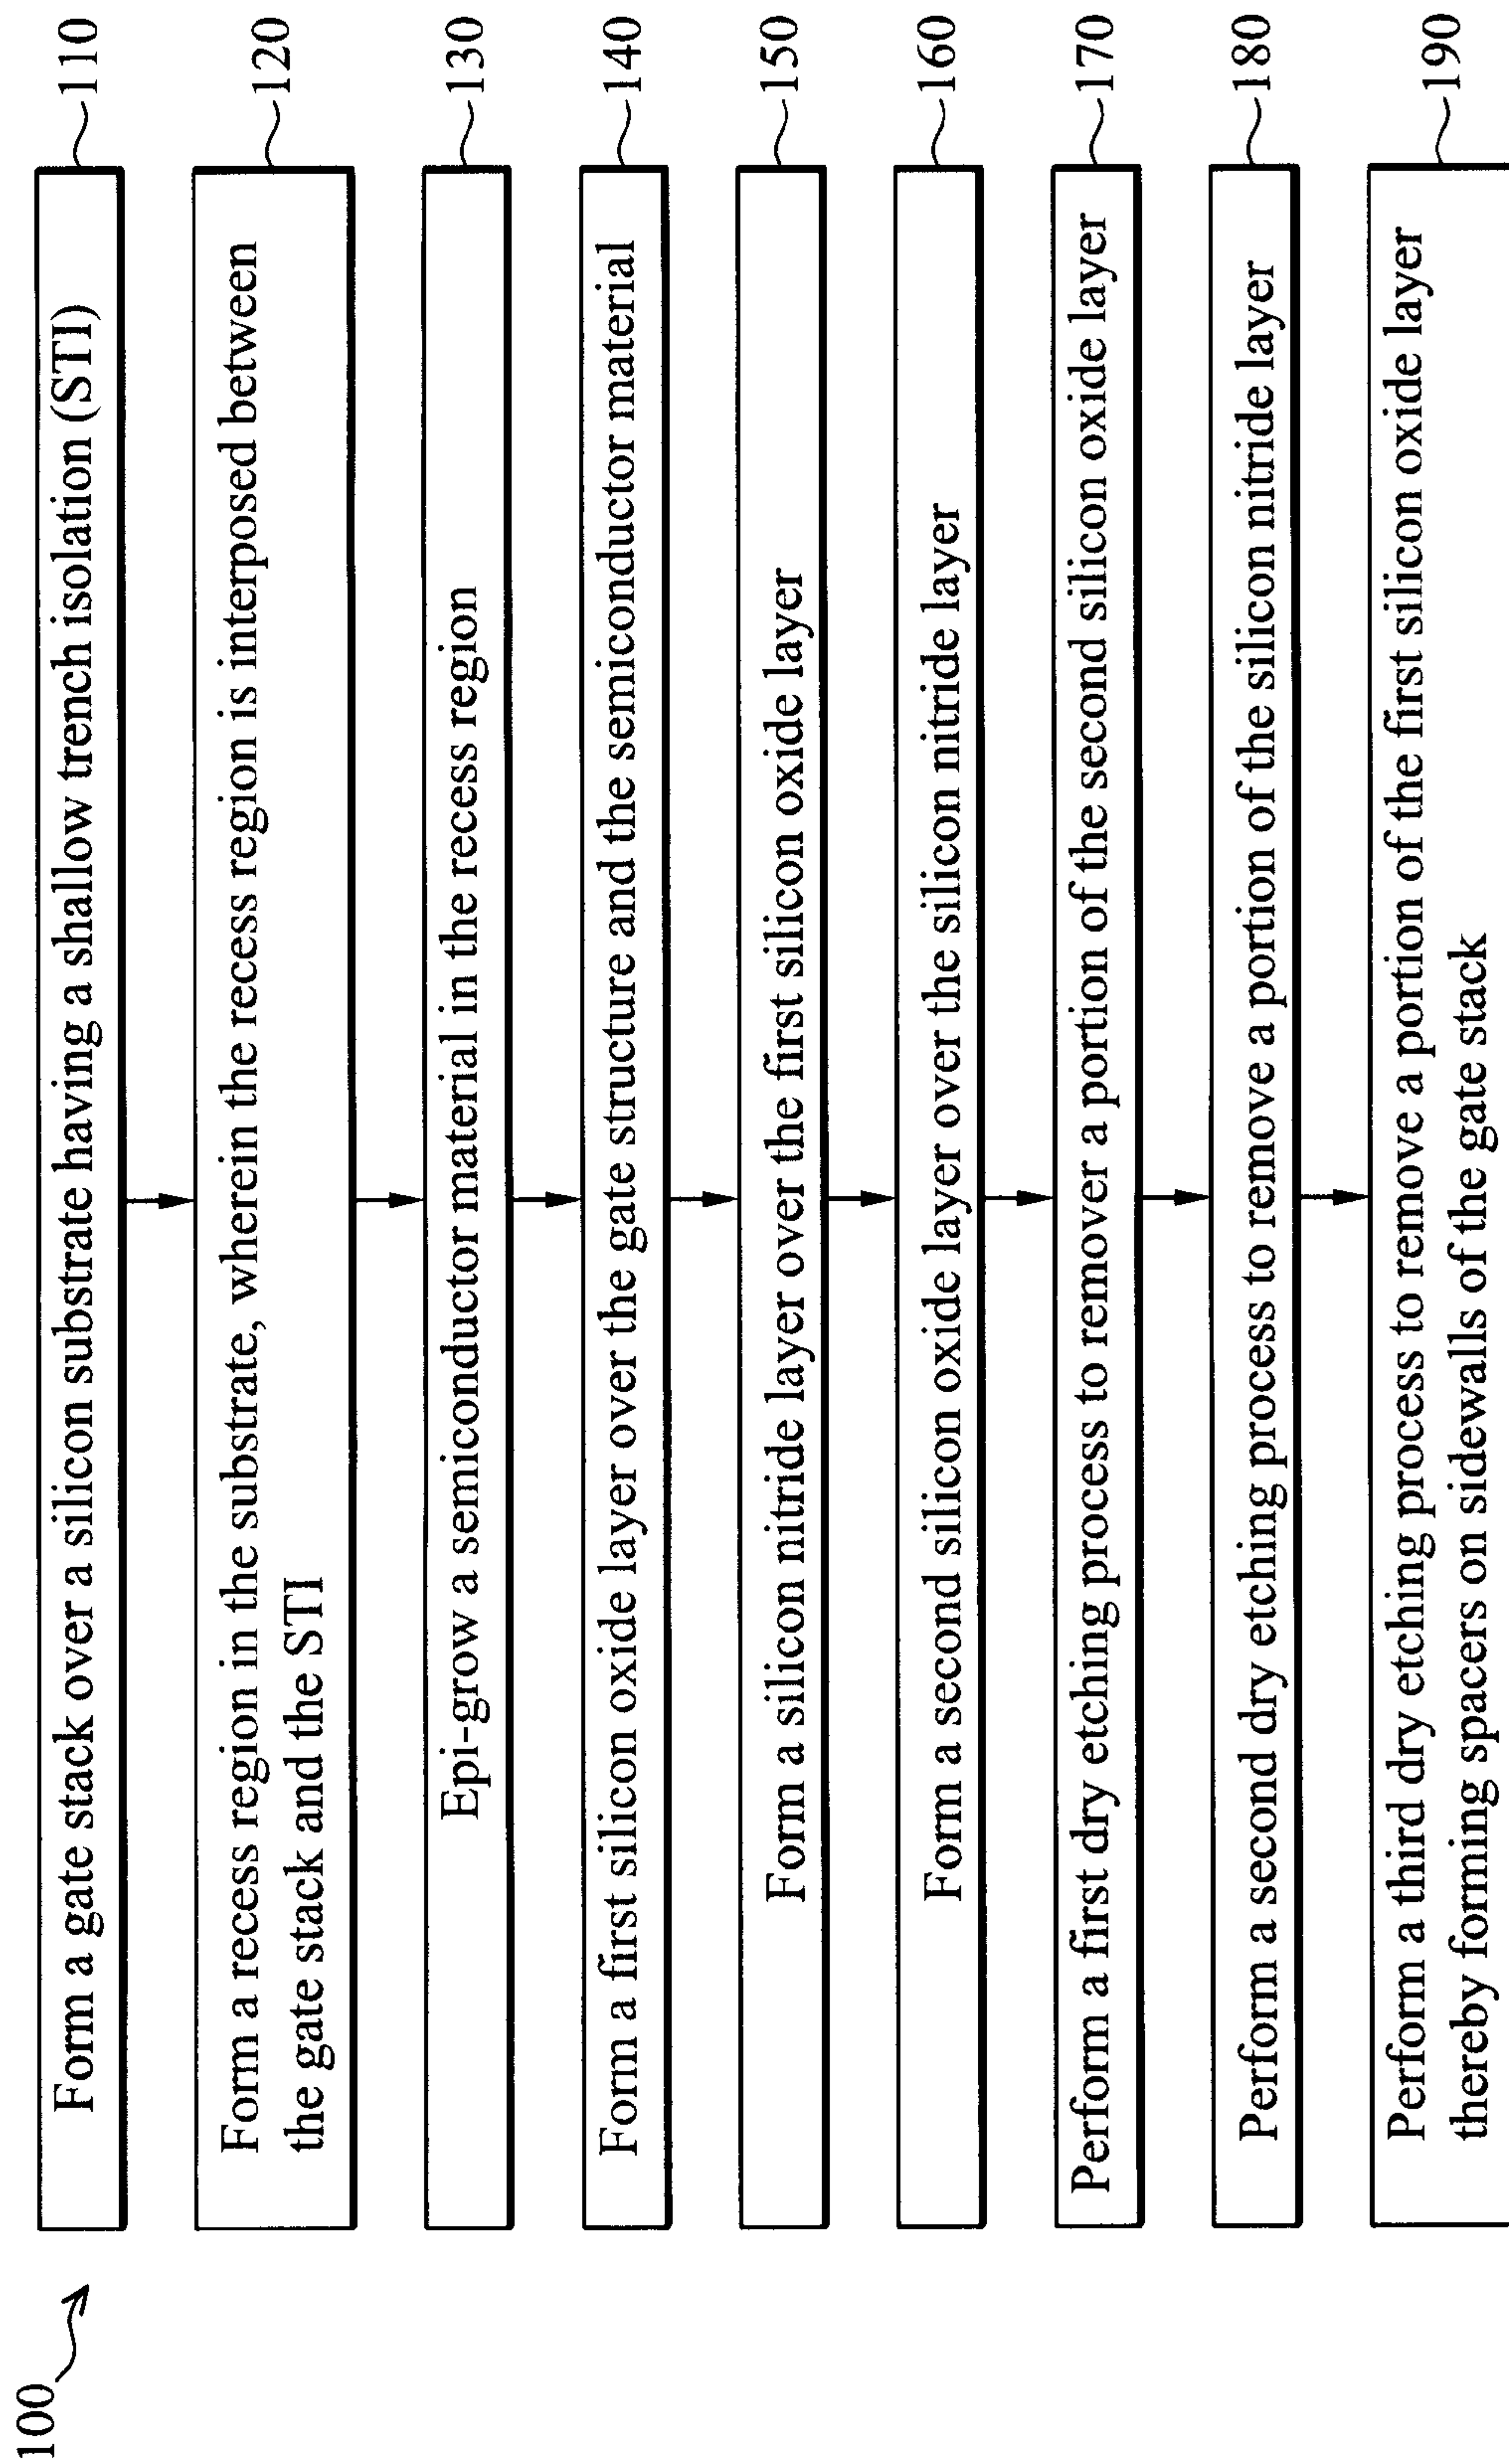 100
Form a gate stack over a silicon substrate having a shallow trench isolation (STI)
110
Form a recess region in the substrate, wherein the recess region is interposed between
the gate stack and the STI
120
Epi-grow a semiconductor material in the recess region
130
Form a first silicon oxide layer over the gate structure and the semiconductor material
140
Form a silicon nitride layer over the first silicon oxide layer
150
Form a second silicon oxide layer over the silicon nitride layer
160
Perform a first dry etching process to remover a portion of the second silicon oxide layer
170
Perform a second dry etching process to remove a portion of the silicon nitride layer
180
Perform a third dry etching process to remove a portion of the first silicon oxide layer
thereby forming spacers on sidewalls of the gate stack
190